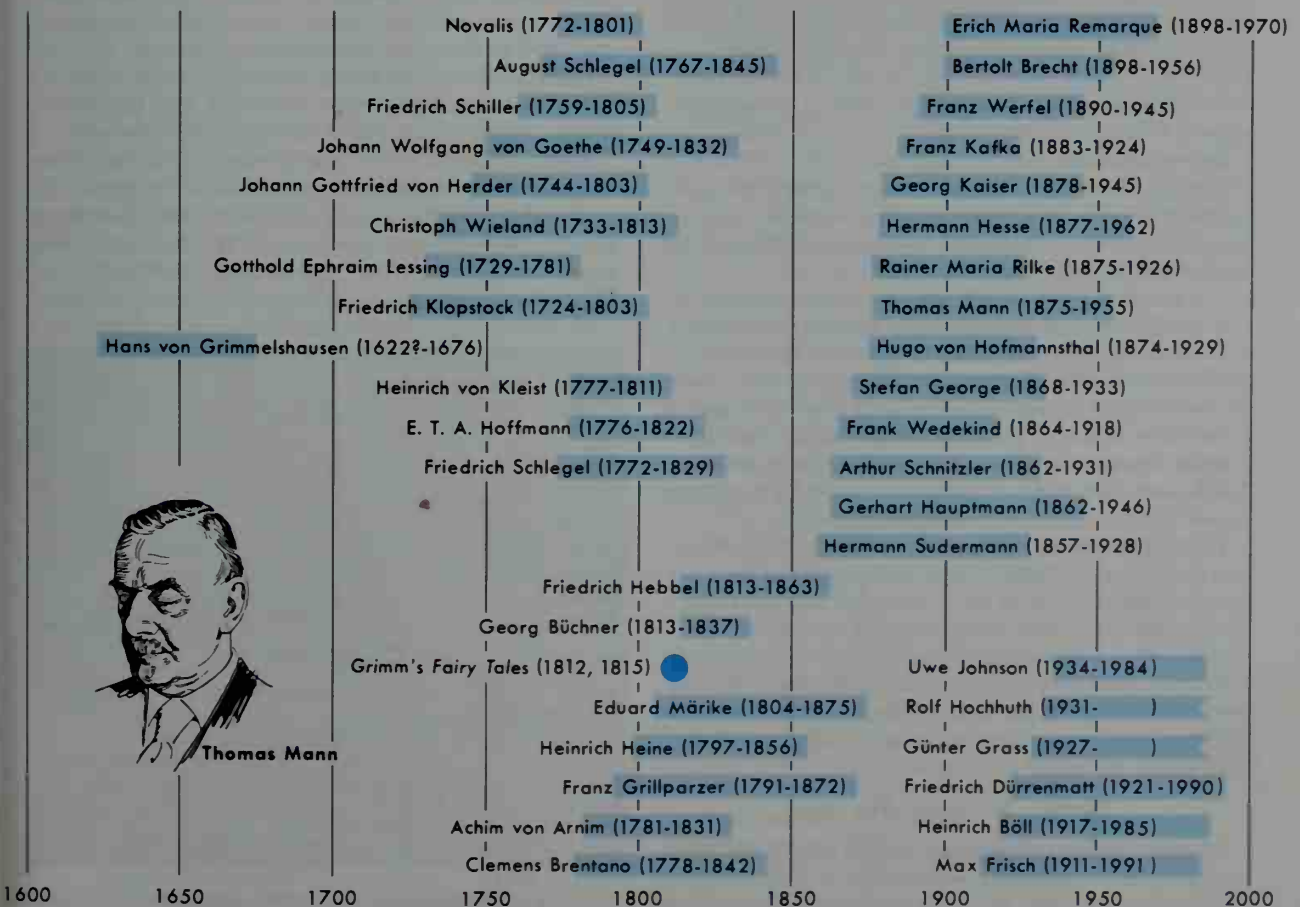 Novalis (1772-1801)
August Schlegel (1767-1845)
Friedrich Schiller (1759-1805)
Johann Wolfgang von Goethe (1749-1832)
Johann Gottfried von Herder (1744-1803)
Christoph Wieland (1733-1813)
Gotthold Ephraim Lessing (1729-1781)
Friedrich Klopstock (1724-1803)
Hans von Grimmelshausen (1622?-1676)
Heinrich von Kleist (1777-1811)
E. T. A. Hoffmann (1776-1822)
Friedrich Schlegel (1772-1829)
Friedrich Hebbel (1813-1863)
Georg Büchner (1813-1837)
Grimm's Fairy Tales (1812, 1815)
Eduard Märike (1804-1875)
Heinrich Heine (1797-1856)
Franz Grillparzer (1791-1872)
Achim von Arnim (1781-1831)
Clemens Brentano (1778-1842)
Erich Maria Remarque (1898-1970)
Bertolt Brecht (1898-1956)
Franz Werfel (1890-1945)
Franz Kafka (1883-1924)
Georg Kaiser (1878-1945)
Hermann Hesse (1877-1962)
Rainer Maria Rilke (1875-1926)
Thomas Mann (1875-1955)
Hugo von Hofmannsthal (1874-1929)
Stefan George (1868-1933)
Frank Wedekind (1864-1918)
Arthur Schnitzler (1862-1931)
Gerhart Hauptmann (1862-1946)
Hermann Sudermann (1857-1928)
Uwe Johnson (1934-1984)
Rolf Hochhuth (1931- )
Günter Grass (1927- )
Friedrich Dürrenmatt (1921-1990)
Heinrich Böll (1917-1985)
Max Frisch (1911-1991 )
Thomas Mann
1600 1650 1700 1750 1800 1850 1900 1950 2000